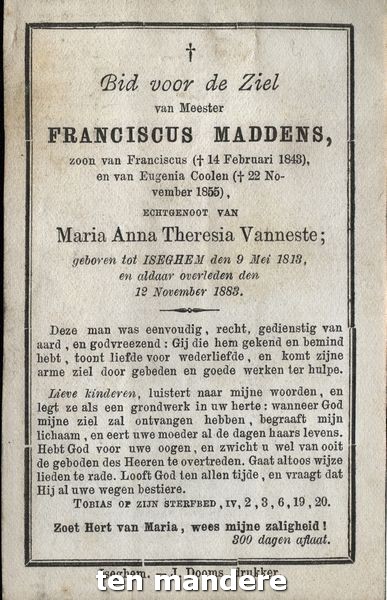 †
Bid voor de Ziel
van Meester
FRANCISCUS MADDENS,
zoon van Franciscus († 14 Februari 1843),
en van Eugenia Coolen († 22 No-
vember 1855),
ECHTGENOOT VAN
Maria Anna Theresia Vanneste;
geboren tot ISEGHEM den 9 Mei 1813,
en aldaar overleden den
12 November 1883.
Deze man was eenvoudig, recht, gedienstig van
aard, en godvreezend: Gij die hem gekend en bemind
hebt, toont liefde voor wederliefde, en komt zijne
arme ziel door gebeden en goede werken ter hulpe.
Lieve kinderen, luistert naar mijne woorden, en
legt ze als een grondwerk in uw herte: wanneer God
mijne ziel zal ontvangen hebben, begraaft mijn
lichaam, en eert uwe moeder al de dagen haars levens.
Hebt God voor uwe oogen, en zwicht u wel van ooit
de geboden des Heeren te overtreden. Gaat altoos wijze
lieden te rade. Looft God ten allen tijde, en vraagt dat
Hij al uwe wegen bestiere.
TOBIAS OP ZIJN STERFBED, IV, 2, 3, 6, 19, 20.
Zoet Hert van Maria, wees mijne zaligheid!
300 dagen aflaat.
Iseghem. — J. Dooms, drukker.
ten mandere